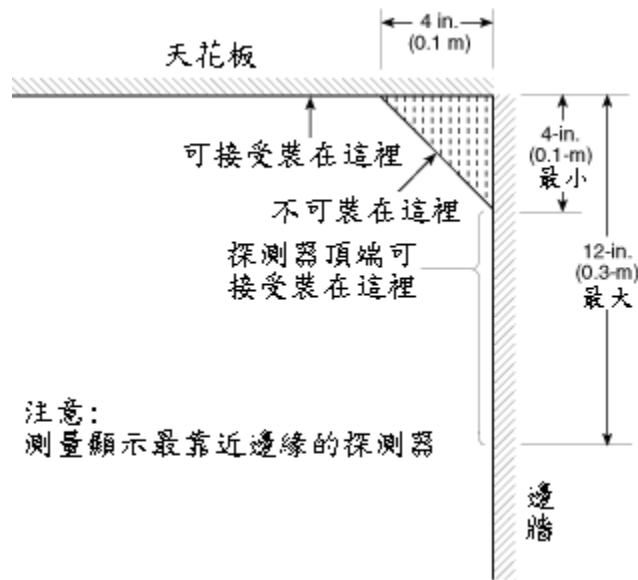 4 in.
(0.1 m)
天花板
可接受裝在這裡
不可裝在這裡
探測器頂端可
接受裝在這裡
4-in.
(0.1-m)
最小
12-in.
(0.3-m)
最大
注意:
測量顯示最靠近邊緣的探測器
邊
牆